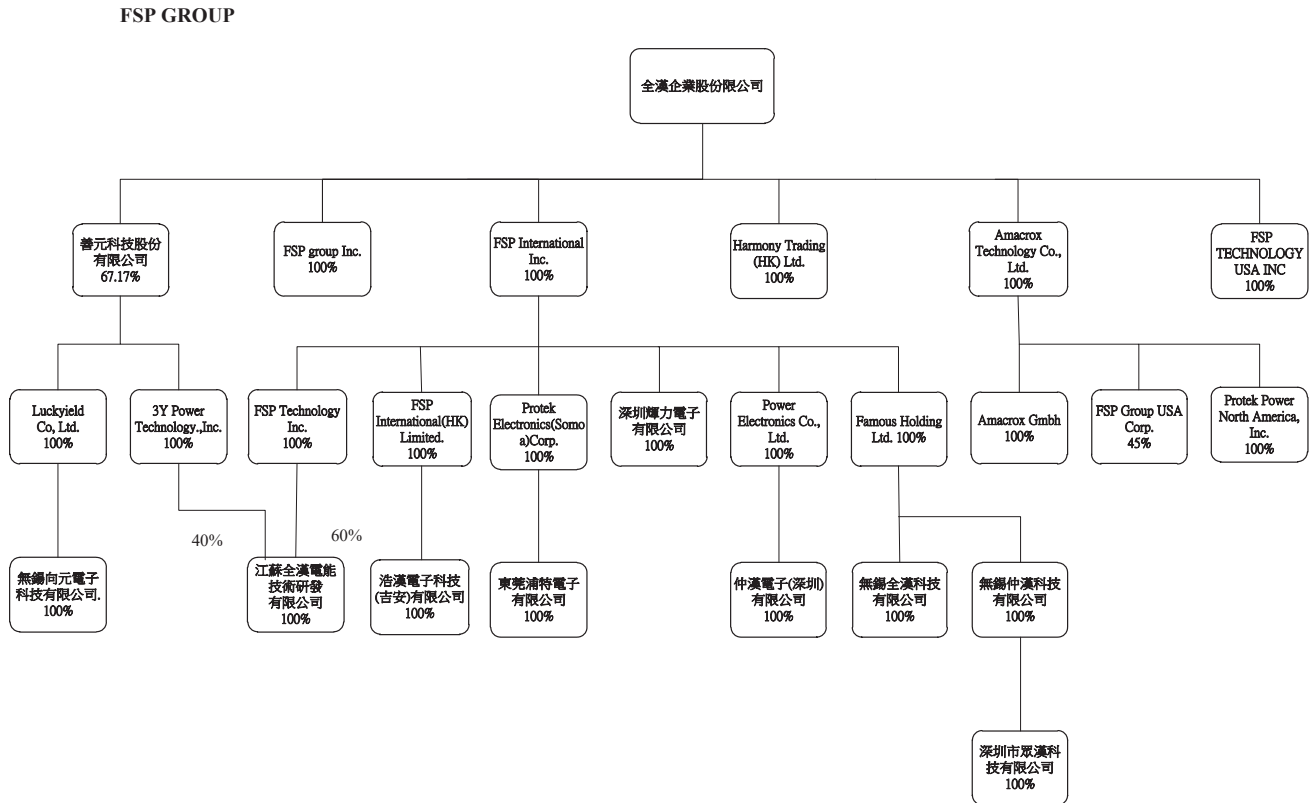 FSP GROUP
全漢企業股份限公司
善元科技股份
有限公司
67.17%
FSP group Inc.
100%
FSP International
Inc.
100%
Harmony Trading
(HK) Ltd.
100%
Amacrox
Technology Co.,
Ltd.
100%
FSP
TECHNOLOGY
USA INC
100%
Luckyield
Co, Ltd.
100%
3Y Power
Technology.,Inc.
100%
FSP Technology
Inc.
100%
FSP
International(HK)
Limited.
100%
Protek
Electronics(Somo
a)Corp.
100%
深圳輝力電子
有限公司
100%
Power
Electronics Co.,
Ltd.
100%
Famous Holding
Ltd. 100%
Amacrox Gmbh
100%
FSP Group USA
Corp.
45%
Protek Power
North America,
Inc.
100%
40%
60%
無錫向元電子
科技有限公司.
100%
江蘇全漢電能
技術研發
有限公司
100%
浩漢電子科技
(吉安)有限公司
100%
東莞浦特電子
有限公司
100%
仲漢電子(深圳)
有限公司
100%
無錫全漢科技
有限公司
100%
無錫仲漢科技
有限公司
100%
深圳市眾漢科
技有限公司
100%